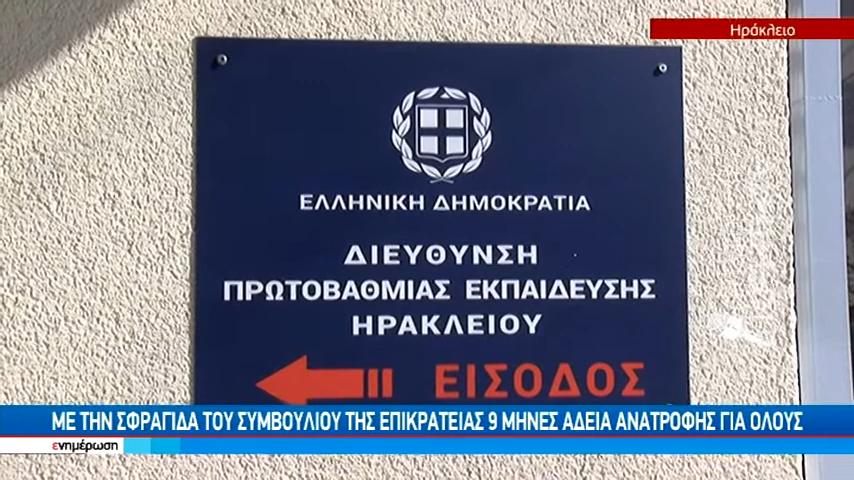 Ηράκλειο
ΕΛΛΗΝΙΚΗ ΔΗΜΟΚΡΑΤΙΑ
ΔΙΕΥΘΥΝΣΗ
ΠΡΩΤΟΒΑΘΜΙΑΣ ΕΚΠΑΙΔΕΥΣΗΣ
ΗΡΑΚΛΕΙΟΥ
ΕΙΣΟΔΟΣ
ΜΕ ΤΗΝ ΣΦΡΑΓΙΔΑ ΤΟΥ ΣΥΜΒΟΥΛΙΟΥ ΤΗΣ ΕΠΙΚΡΑΤΕΙΑΣ 9 ΜΗΝΕΣ ΑΔΕΙΑ ΑΝΑΤΡΟΦΗΣ ΓΙΑ ΟΛΟΥΣ
ενημέρωση